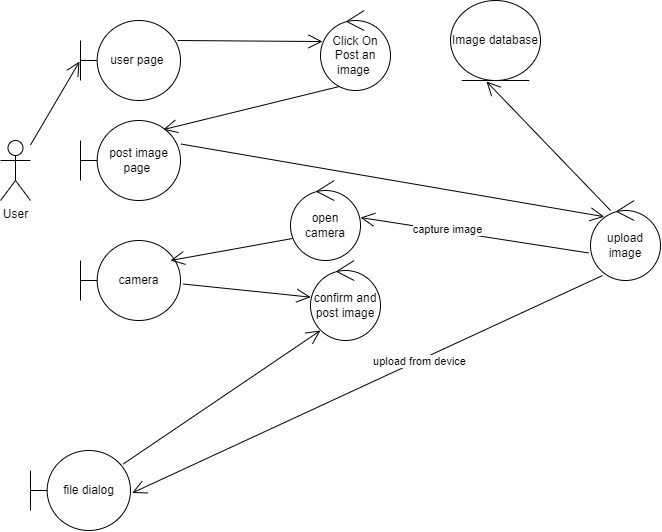 user page
Click On
Post an
image
Image database
post image
page
User
open
camera
capture image
upload
image
camera
confirm and
post image
upload from device
file dialog